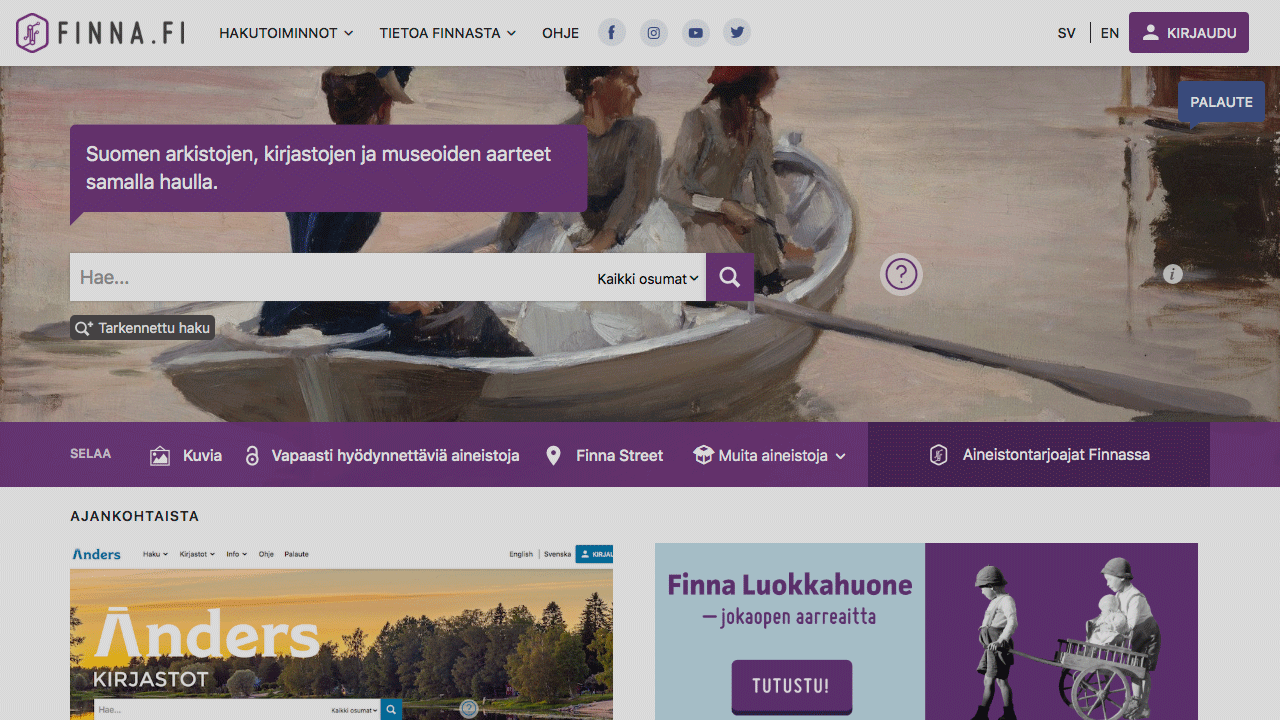 FINNA.FI
HAKUTOIMINNOT
TIETOA FINNASTA
OHJE
SV
EN
KIRJAUDU
PALAUTE
Suomen arkistojen, kirjastojen ja museoiden aarteet
samalla haulla.
Hae...
Kaikki osumat
?
i
Tarkennettu haku
SELAA
Kuvia
Vapaasti hyödynnettäviä aineistoja
Finna Street
Muita aineistoja
Aineistontarjoajat Finnassa
AJANKOHTAISTA
Anders
Haku
Kirjastot
Info
Ohje
Palaute
English
Svenska
KIRJAU
Anders
KIRJASTOT
Hae...
Kaikki osumat
?
Finna Luokkahuone
– jokaopen aarreaitta
TUTUSTU!